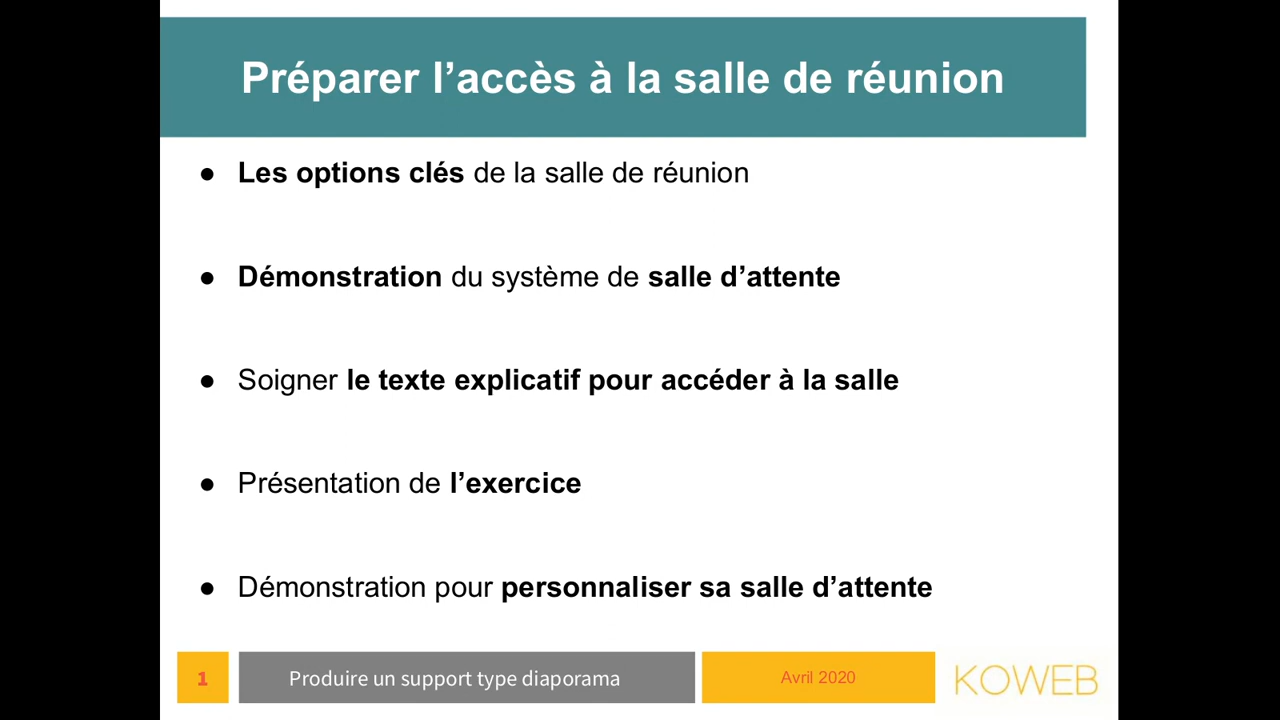 Préparer l’accès à la salle de réunion
● Les options clés de la salle de réunion
● Démonstration du système de salle d’attente
● Soigner le texte explicatif pour accéder à la salle
● Présentation de l’exercice
● Démonstration pour personnaliser sa salle d’attente
1 Produire un support type diaporama Avril 2020 KOWEB